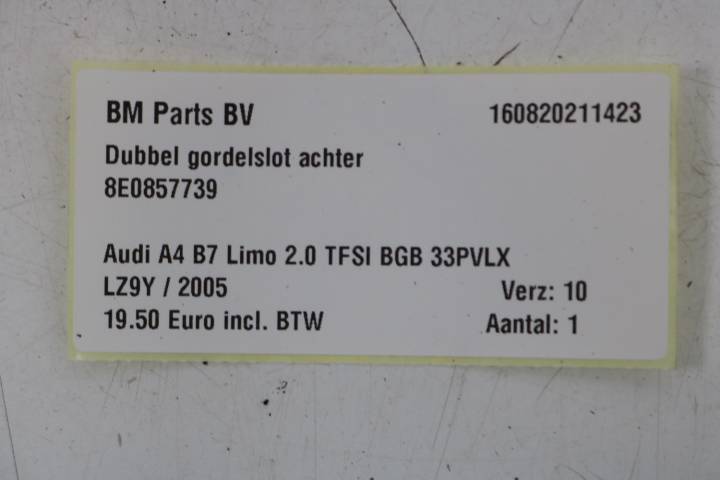 BM Parts BV 160820211423
Dubbel gordelslot achter
8E0857739
Audi A4 B7 Limo 2.0 TFSI BGB 33PVLX
LZ9Y / 2005 Verz: 10
19.50 Euro incl. BTW Aantal: 1